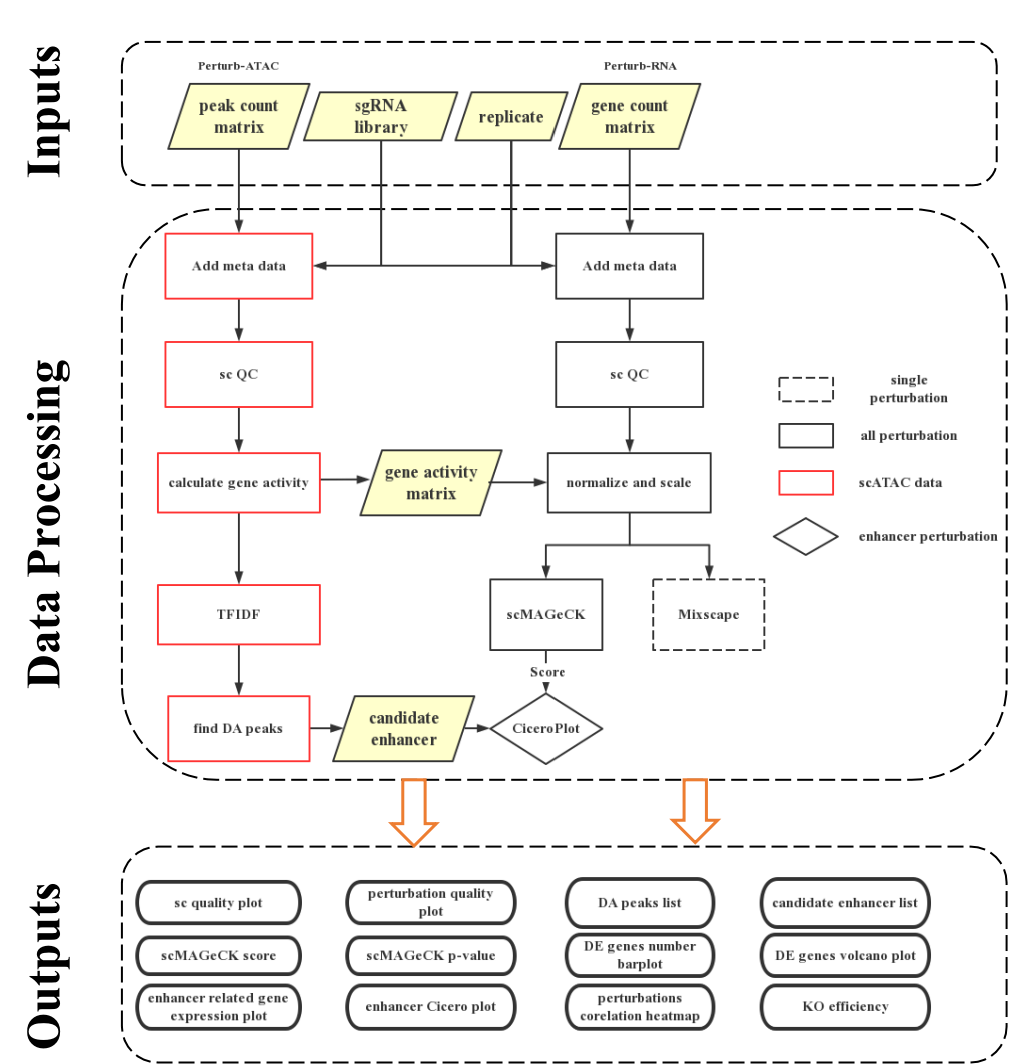 Inputs
Perturb-ATAC
Perturb-RNA
peak count
matrix
sgRNA
library
replicate
gene count
matrix
Data Processing
Add meta data
Add meta data
sc QC
sc QC
calculate gene activity
gene activity
matrix
normalize and scale
single
perturbation
all perturbation
scATAC data
enhancer perturbation
TFIDF
scMAGeCK
Mixscape
Score
find DA peaks
candidate
enhancer
CiceroPlot
Outputs
sc quality plot
perturbation quality
plot
DA peaks list
candidate enhancer list
scMAGeCK score
scMAGeCK p-value
DE genes number
barplot
DE genes volcano plot
enhancer related gene
expression plot
enhancer Cicero plot
perturbations
corelation heatmap
KO efficiency